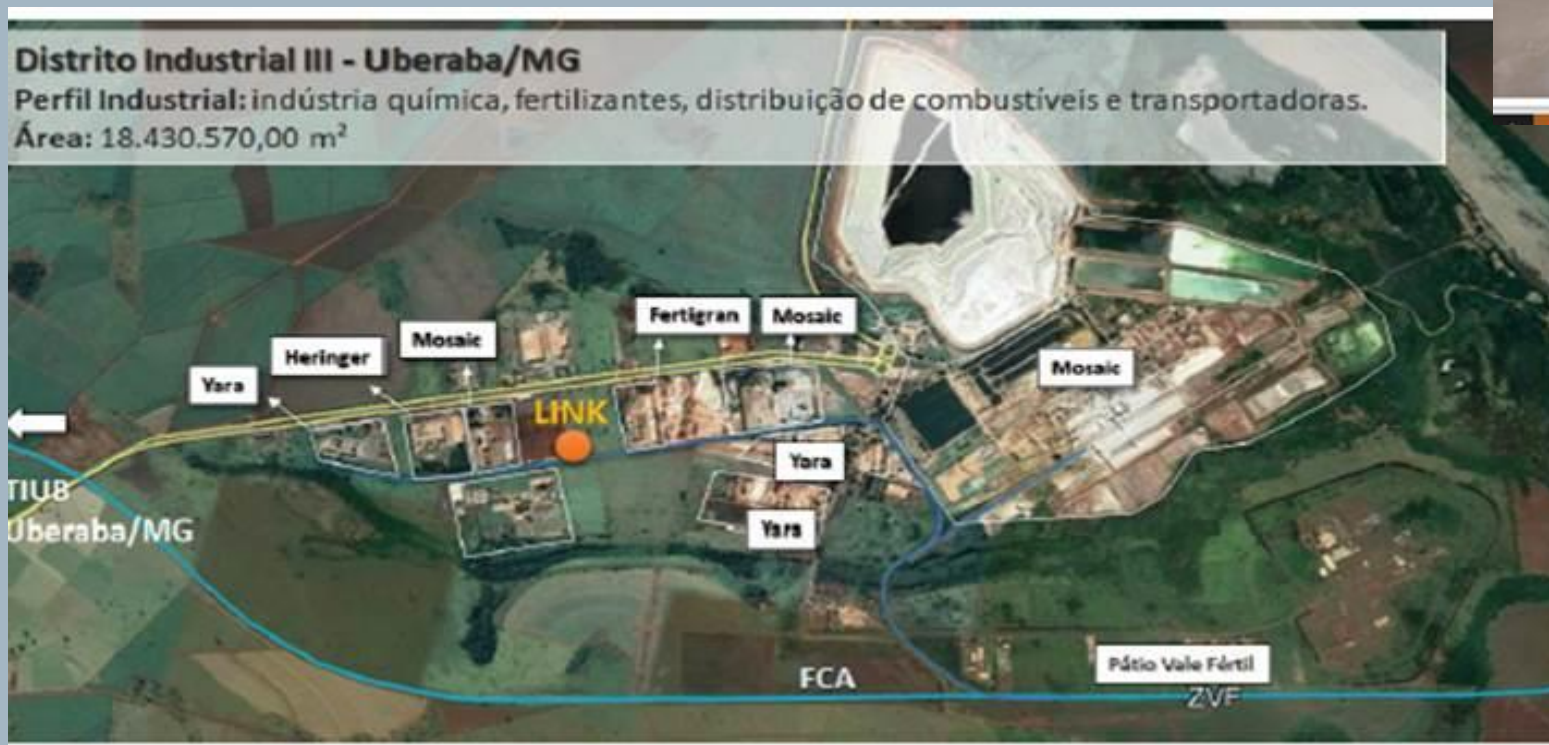 Distrito Industrial III - Uberaba/MG
Perfil Industrial: indústria química, fertilizantes, distribuição de combustíveis e transportadoras.
Área: 18.430.570,00 m²
Fertigran
Mosaic
Mosaic
Heringer
Mosaic
Yara
LINK
Yara
TIUB
Uberaba/MG
Yara
Pátio Vale Fértil
FCA
ZVF